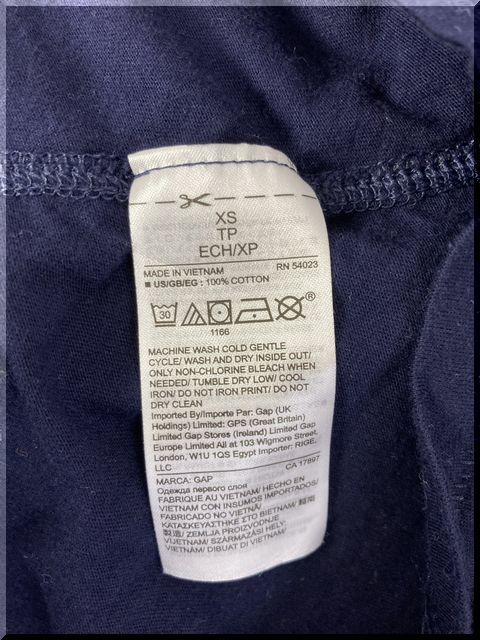 XS
TP
ECH/XP
MADE IN VIETNAM RN 54023
■ US/GB/EG : 100% COTTON
30 ®
1166
MACHINE WASH COLD GENTLE
CYCLE/ WASH AND DRY INSIDE OUT/
ONLY NON-CHLORINE BLEACH WHEN
NEEDED/ TUMBLE DRY LOW/ COOL
IRON/ DO NOT IRON PRINT/ DO NOT
DRY CLEAN
Imported By/Importe Par: Gap (UK
Holdings) Limited: GPS (Great Britain)
Limited Gap Stores (Ireland) Limited Gap
Europe Limited All at 103 Wigmore Street,
London, W1U 1QS Egypt Importer: RIGE,
LLC
MARCA: GAP CA 17897
Одежда первого слоя
FABRIQUE AU VIETNAM/ HECHO EN
VIETNAM CON INSUMOS IMPORTADOS/
FABRICADO NO VIETNÃ/
ΚΑΤΑΣΚΕΥΑΣΤΗΚΕ ΣΤΟ ΒΙΕΤΝΑΜ/
/ ZEMLJA PROIZVODNJE
VIJETNAM/ SZÁRMAZÁSI HELY:
VIETNÁM/ DIBUAT DI VIETNAM/